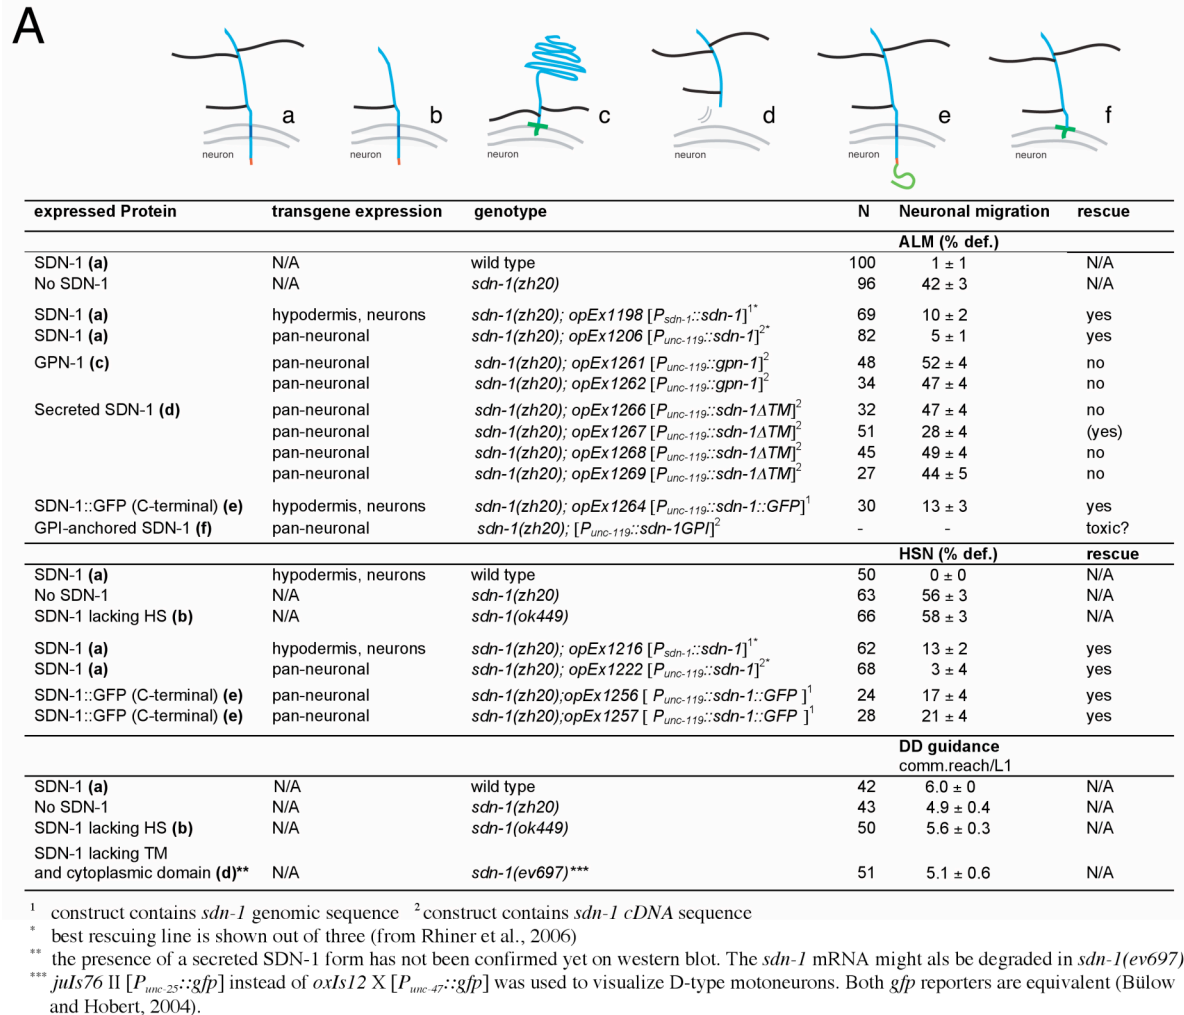 A
a b c d e f
neuron neuron neuron neuron neuron neuron
expressed Protein transgene expression genotype N Neuronal migration rescue
ALM (% def.)
SDN-1 (a) N/A wild type 100 1 ± 1 N/A
No SDN-1 N/A sdn-1(zh20) 96 42 ± 3 N/A
SDN-1 (a) hypodermis, neurons sdn-1(zh20); opEx1198 [Psdn-1::sdn-1]1* 69 10 ± 2 yes
SDN-1 (a) pan-neuronal sdn-1(zh20); opEx1206 [Punc-119::sdn-1]2* 82 5 ± 1 yes
GPN-1 (c) pan-neuronal sdn-1(zh20); opEx1261 [Punc-119::gpn-1]2 48 52 ± 4 no
pan-neuronal sdn-1(zh20); opEx1262 [Punc-119::gpn-1]2 34 47 ± 4 no
Secreted SDN-1 (d) pan-neuronal sdn-1(zh20); opEx1266 [Punc-119::sdn-1ΔTM]2 32 47 ± 4 no
pan-neuronal sdn-1(zh20); opEx1267 [Punc-119::sdn-1ΔTM]2 51 28 ± 4 (yes)
pan-neuronal sdn-1(zh20); opEx1268 [Punc-119::sdn-1ΔTM]2 45 49 ± 4 no
pan-neuronal sdn-1(zh20); opEx1269 [Punc-119::sdn-1ΔTM]2 27 44 ± 5 no
SDN-1::GFP (C-terminal) (e) hypodermis, neurons sdn-1(zh20); opEx1264 [Punc-119::sdn-1::GFP]1 30 13 ± 3 yes
GPI-anchored SDN-1 (f) pan-neuronal sdn-1(zh20); [Punc-119::sdn-1GPI]2 - - toxic?
HSN (% def.) rescue
SDN-1 (a) hypodermis, neurons wild type 50 0 ± 0 N/A
No SDN-1 N/A sdn-1(zh20) 63 56 ± 3 N/A
SDN-1 lacking HS (b) N/A sdn-1(ok449) 66 58 ± 3 N/A
SDN-1 (a) hypodermis, neurons sdn-1(zh20); opEx1216 [Psdn-1::sdn-1]1* 62 13 ± 2 yes
SDN-1 (a) pan-neuronal sdn-1(zh20); opEx1222 [Punc-119::sdn-1]2* 68 3 ± 4 yes
SDN-1::GFP (C-terminal) (e) pan-neuronal sdn-1(zh20);opEx1256 [ Punc-119::sdn-1::GFP ]1 24 17 ± 4 yes
SDN-1::GFP (C-terminal) (e) pan-neuronal sdn-1(zh20);opEx1257 [ Punc-119::sdn-1::GFP ]1 28 21 ± 4 yes
DD guidance
comm.reach/L1
SDN-1 (a) N/A wild type 42 6.0 ± 0 N/A
No SDN-1 N/A sdn-1(zh20) 43 4.9 ± 0.4 N/A
SDN-1 lacking HS (b) N/A sdn-1(ok449) 50 5.6 ± 0.3 N/A
SDN-1 lacking TM
and cytoplasmic domain (d)** N/A sdn-1(ev697)*** 51 5.1 ± 0.6 N/A
1 construct contains sdn-1 genomic sequence 2 construct contains sdn-1 cDNA sequence
* best rescuing line is shown out of three (from Rhiner et al., 2006)
** the presence of a secreted SDN-1 form has not been confirmed yet on western blot. The sdn-1 mRNA might als be degraded in sdn-1(ev697)
*** juIs76 II [Punc-25::gfp] instead of oxIs12 X [Punc-47::gfp] was used to visualize D-type motoneurons. Both gfp reporters are equivalent (Bülow
and Hobert, 2004).